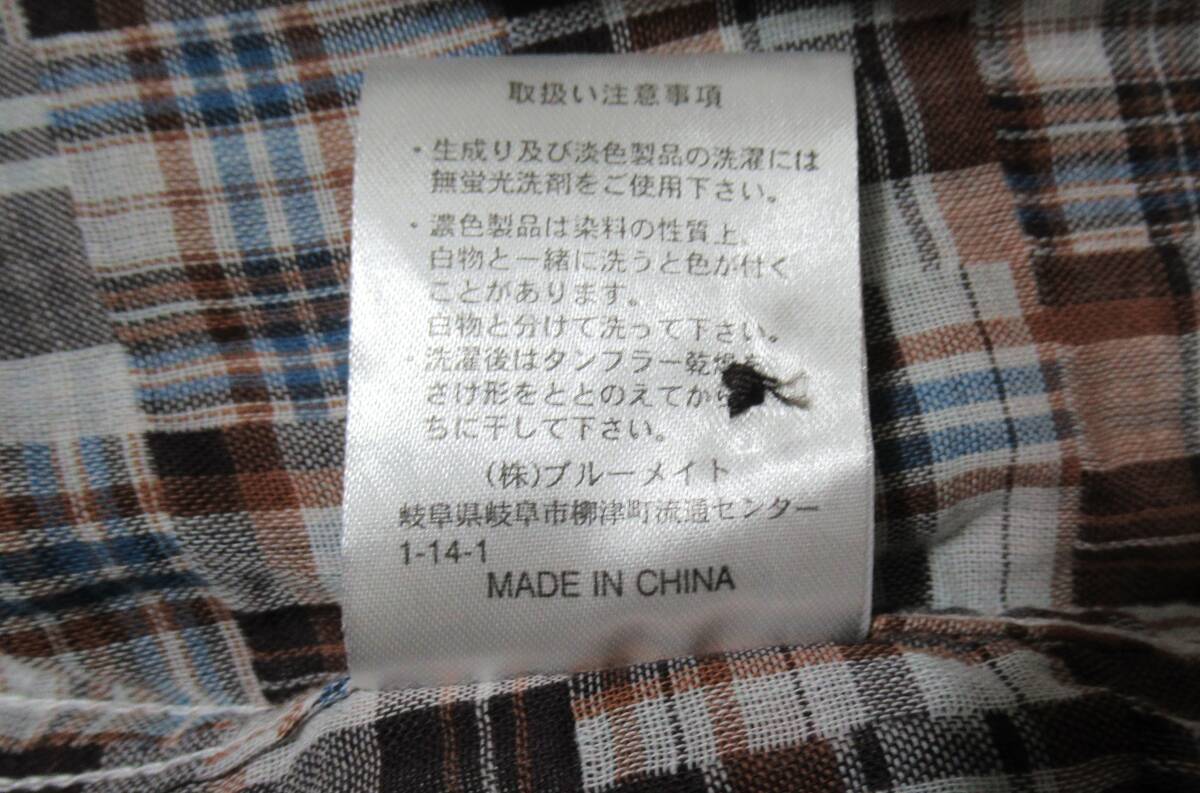 取扱い注意事項
・生成り及び淡色製品の洗濯には
無蛍光洗剤をご使用下さい。
・濃色製品は染料の性質上、
白物と一緒に洗うと色が付く
ことがあります。
白物と分けて洗って下さい。
・洗濯後はタンフラー乾燥を
さけ形をととのえてから
ちに干して下さい。
(株)ブルーメイト
岐阜県岐阜市柳津町流通センター
1-14-1
MADE IN CHINA